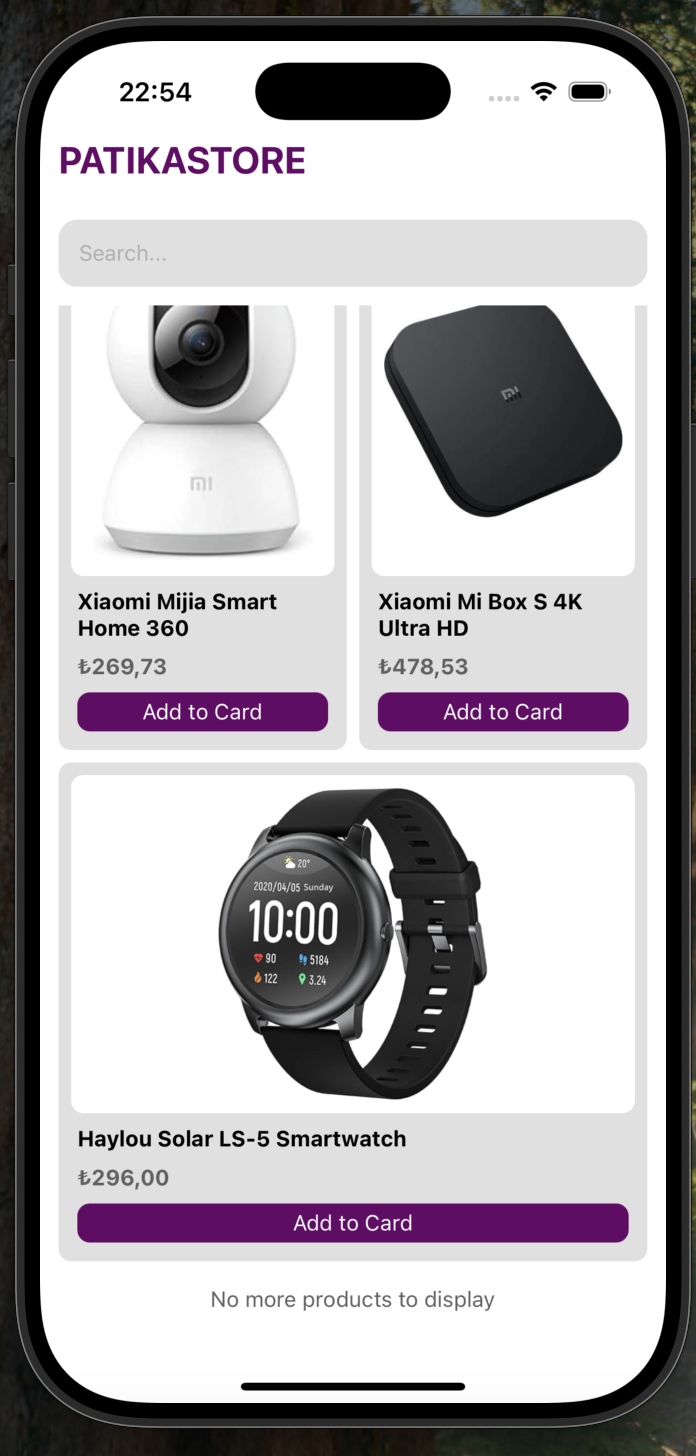 22:54
PATIKASTORE
Search...
mi
mi
Xiaomi Mijia Smart
Home 360
₺269,73
Add to Card
Xiaomi Mi Box S 4K
Ultra HD
₺478,53
Add to Card
20°
2020/04/05 Sunday
10:00
90 5184
122 3.24
Haylou Solar LS-5 Smartwatch
₺296,00
Add to Card
No more products to display